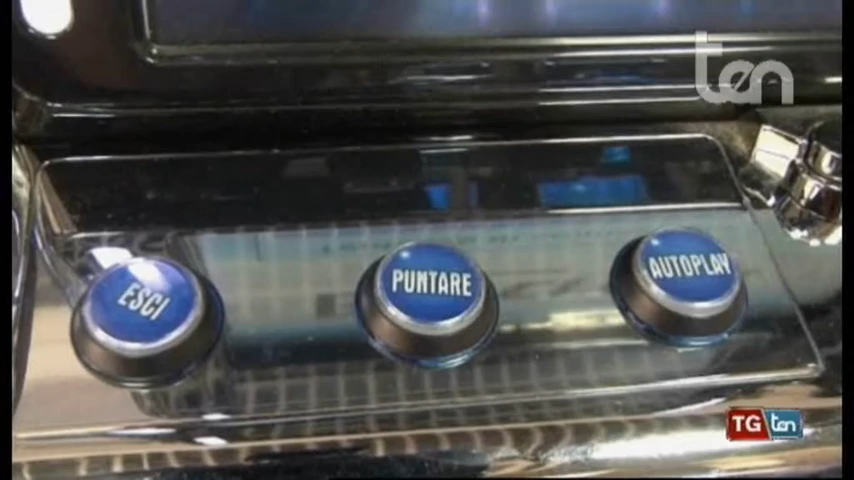 ten
ESCI
PUNTARE
AUTOPLAY
TG ten